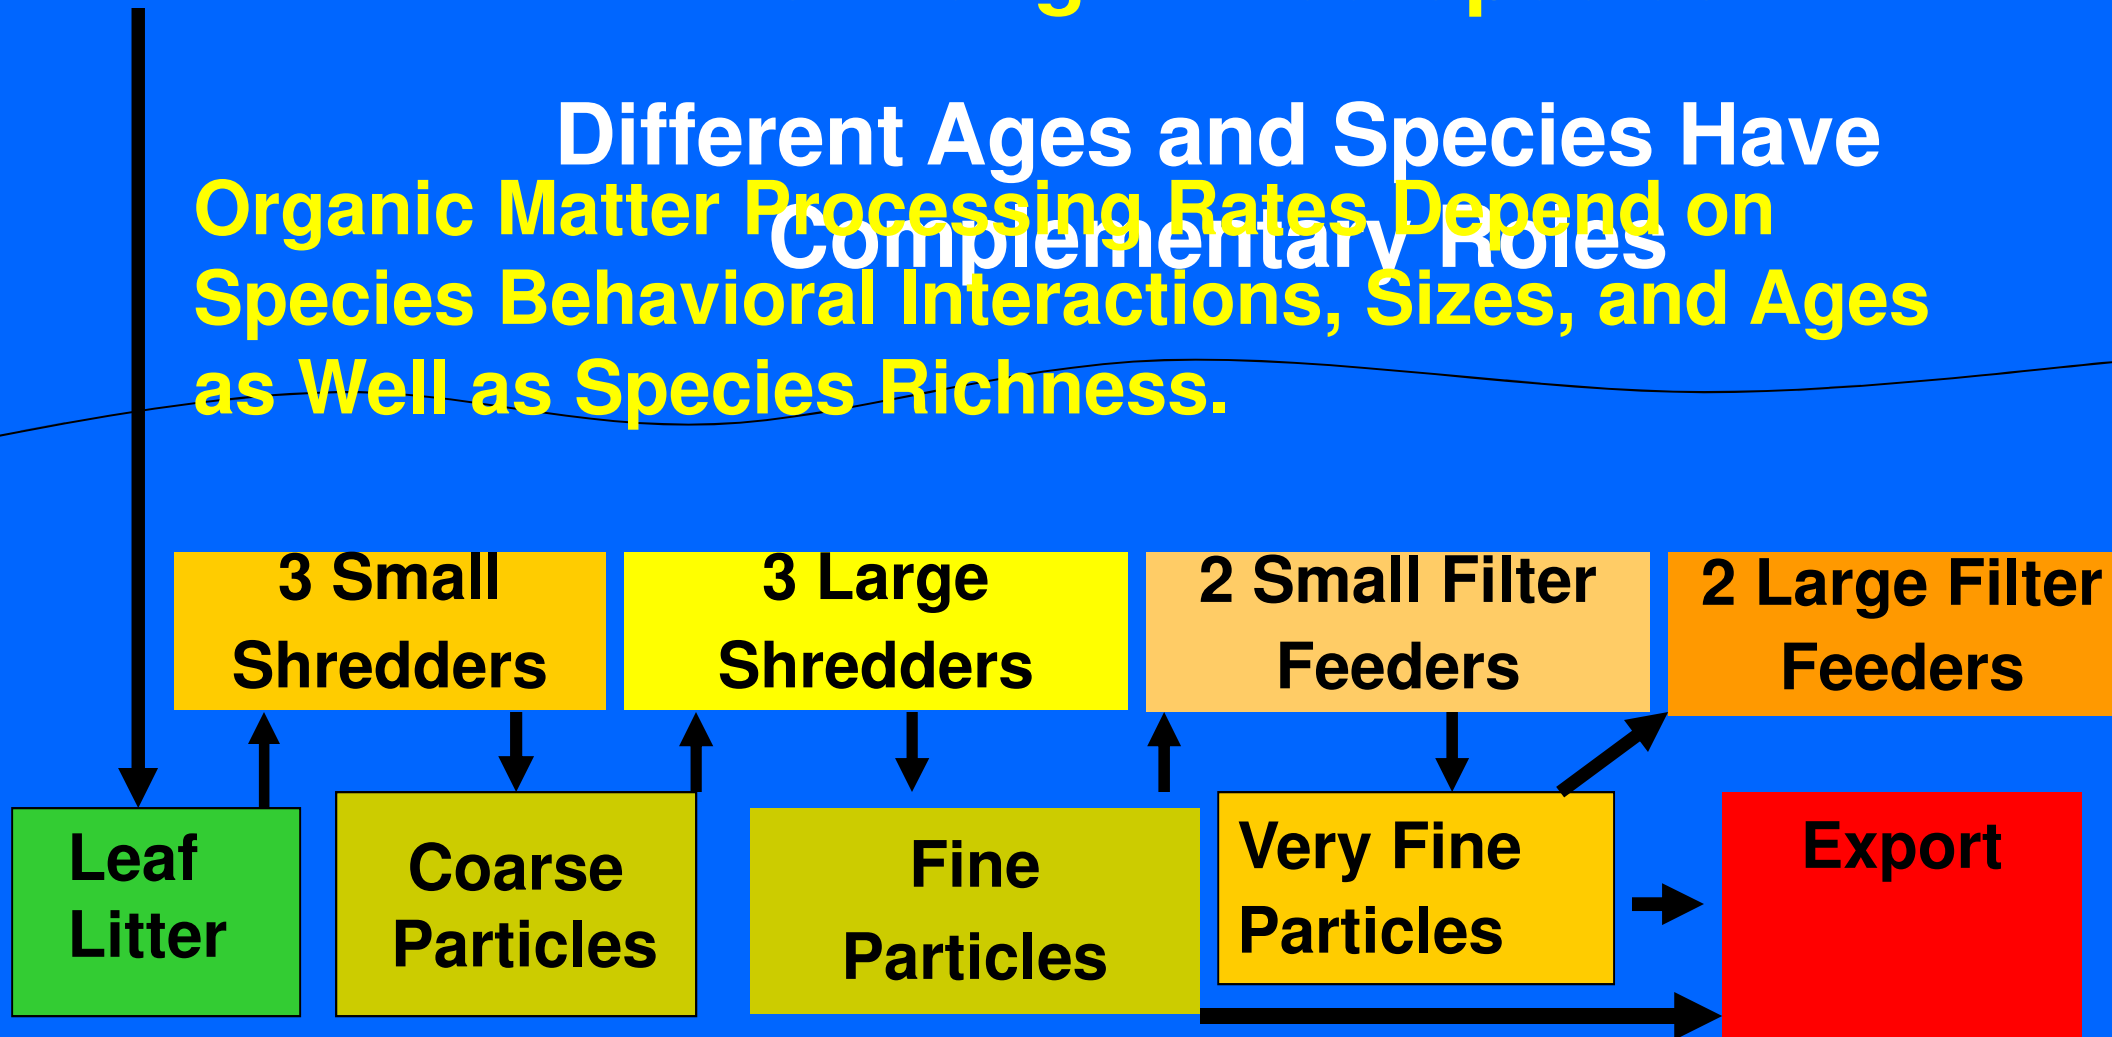 Different Ages and Species Have
Complementary Roles
Organic Matter Processing Rates Depend on
Species Behavioral Interactions, Sizes, and Ages
as Well as Species Richness.
3 Small
Shredders
3 Large
Shredders
2 Small Filter
Feeders
2 Large Filter
Feeders
Leaf
Litter
Coarse
Particles
Fine
Particles
Very Fine
Particles
Export